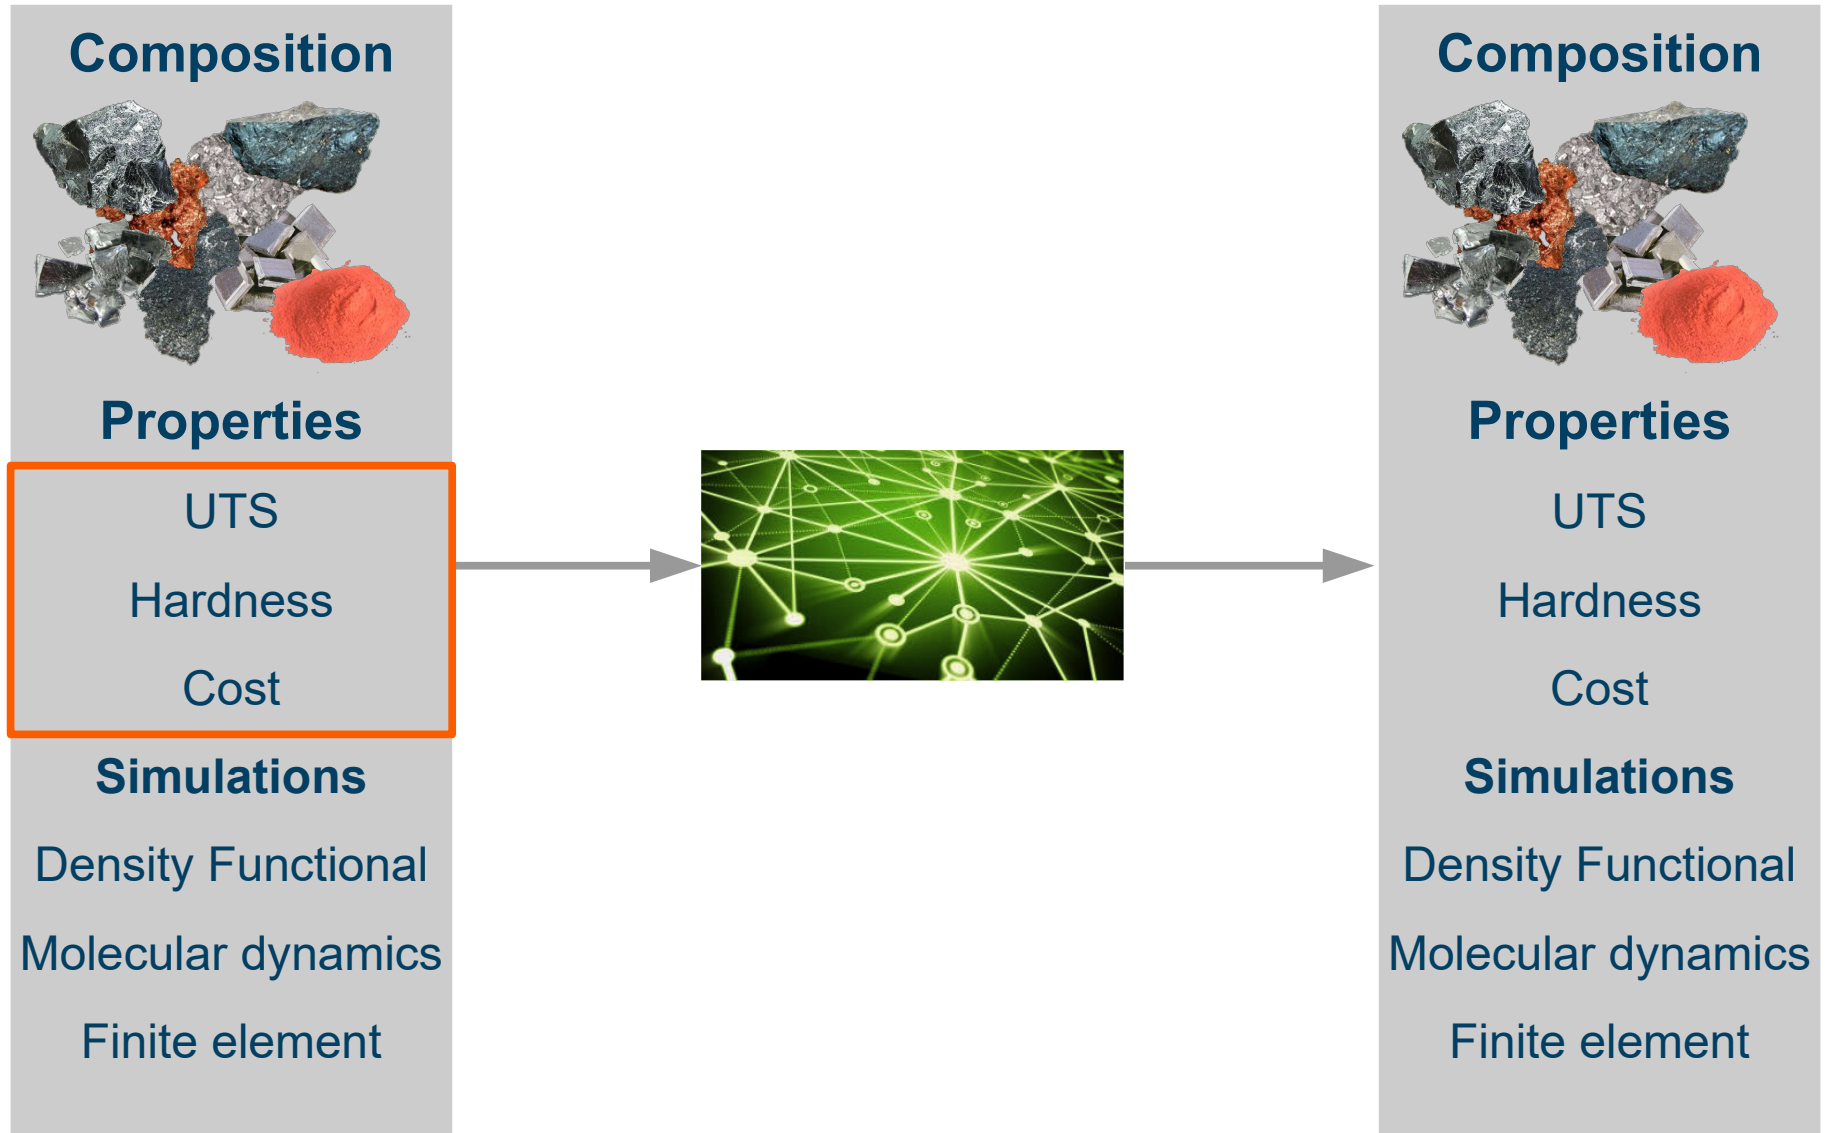 Composition
Properties
UTS
Hardness
Cost
Simulations
Density Functional
Molecular dynamics
Finite element
Composition
Properties
UTS
Hardness
Cost
Simulations
Density Functional
Molecular dynamics
Finite element